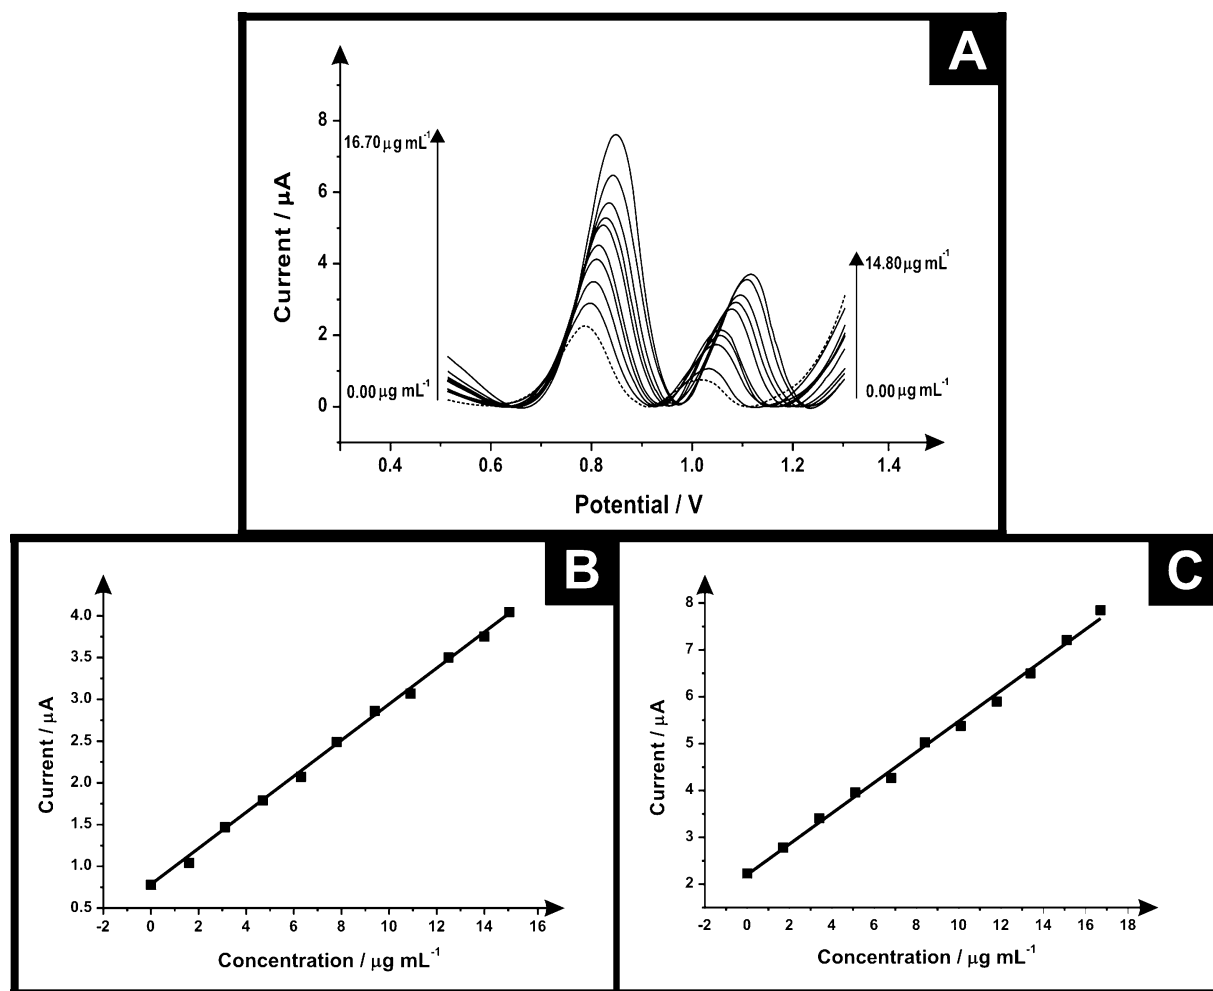 A
8
16.70 µg mL⁻¹
6
Current / µA
4
14.80 µg mL⁻¹
2
0.00 µg mL⁻¹
0.00 µg mL⁻¹
0
0.4 0.6 0.8 1.0 1.2 1.4
Potential / V
B
4.0
3.5
3.0
Current / µA
2.5
2.0
1.5
1.0
0.5
-2 0 2 4 6 8 10 12 14 16
Concentration / µg mL⁻¹
C
8
7
6
Current / µA
5
4
3
2
-2 0 2 4 6 8 10 12 14 16 18
Concentration / µg mL⁻¹